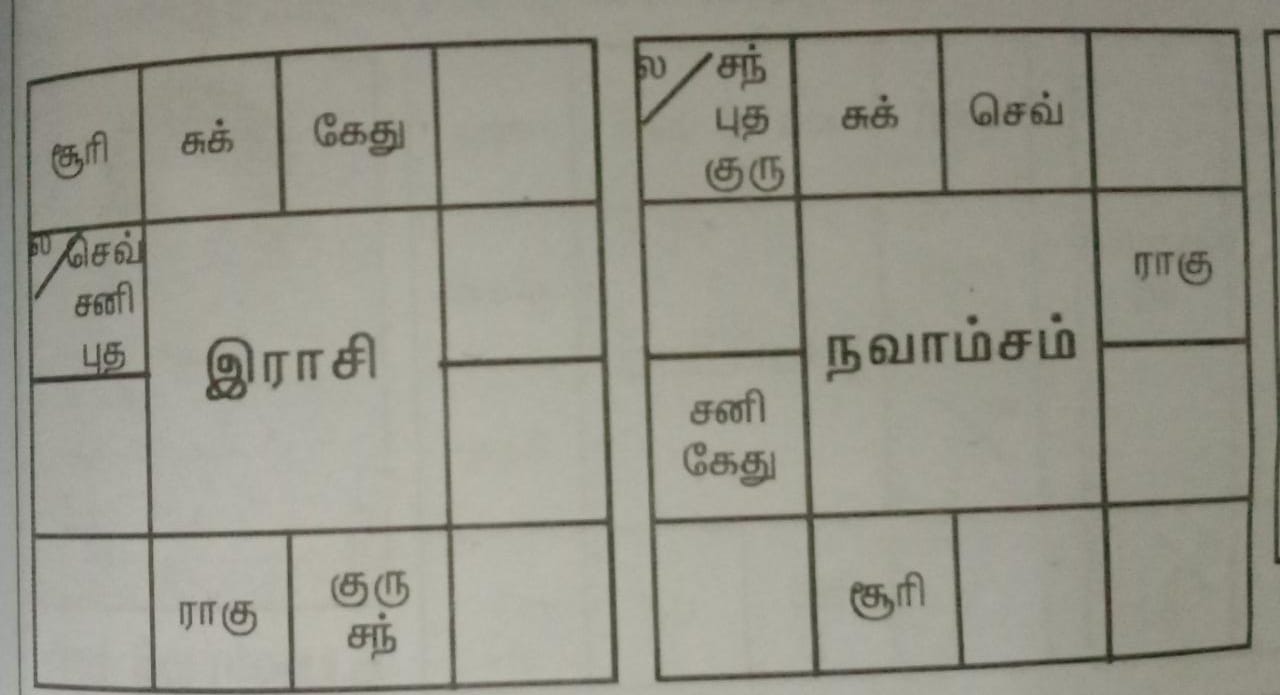 சூரி
சுக்
கேது
ல
செவ்
சனி
புத
இராசி
ராகு
குரு
சந்
ல
சந்
புத
குரு
சுக்
செவ்
ராகு
நவாம்சம்
சனி
கேது
சூரி